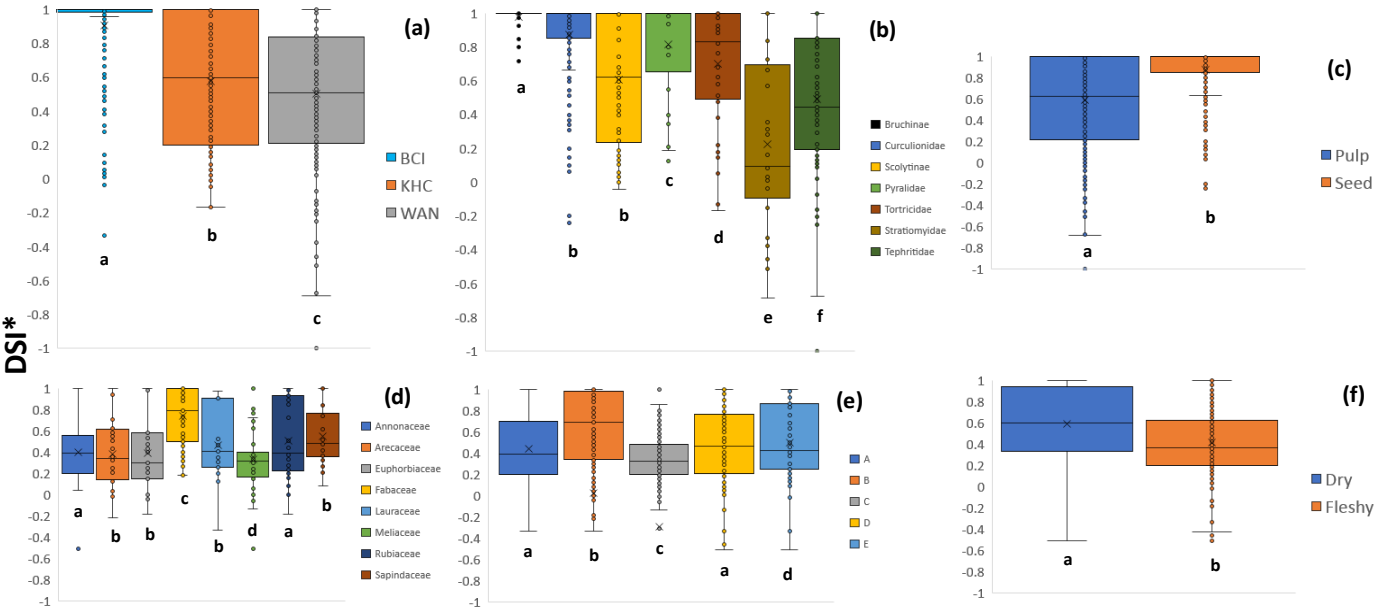 DSI*
(a)
1
0.8
0.6
0.4
0.2
0
-0.2
-0.4
-0.6
-0.8
-1
a
b
c
BCI
KHC
WAN
(b)
1
0.8
0.6
0.4
0.2
0
-0.2
-0.4
-0.6
-0.8
-1
a
b
b
c
d
e
f
Bruchinae
Curculionidae
Scolytinae
Pyralidae
Tortricidae
Stratiomyidae
Tephritidae
(c)
1
0.8
0.6
0.4
0.2
0
-0.2
-0.4
-0.6
-0.8
-1
a
b
Pulp
Seed
(d)
1
0.8
0.6
0.4
0.2
0
-0.2
-0.4
-0.6
-0.8
-1
a
b
b
c
b
d
a
b
Annonaceae
Arecaceae
Euphorbiaceae
Fabaceae
Lauraceae
Meliaceae
Rubiaceae
Sapindaceae
(e)
1
0.8
0.6
0.4
0.2
0
-0.2
-0.4
-0.6
-0.8
-1
a
b
c
a
d
A
B
C
D
E
(f)
1
0.8
0.6
0.4
0.2
0
-0.2
-0.4
-0.6
-0.8
-1
a
b
Dry
Fleshy